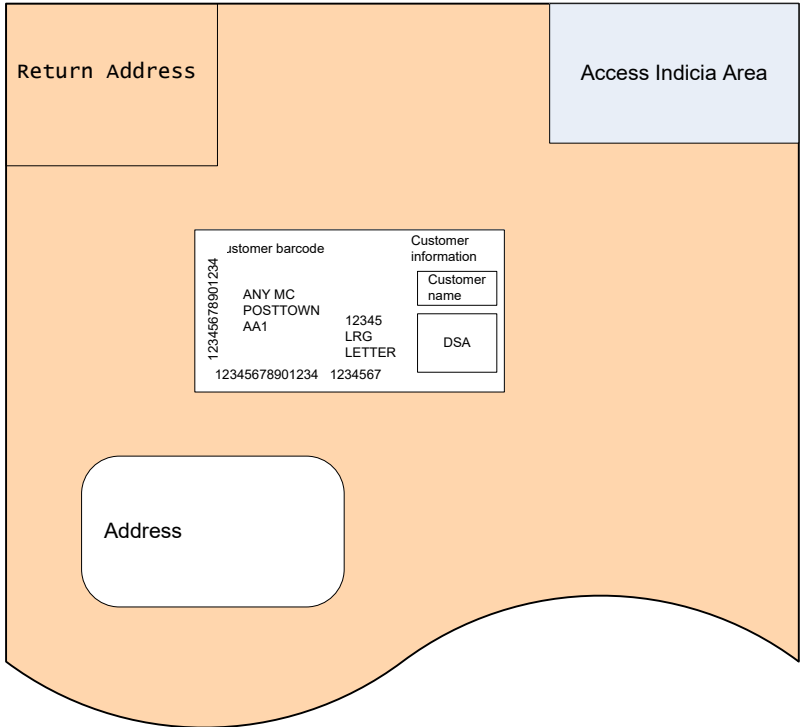 Return Address
Access Indicia Area
ustomer barcode
Customer
information
12345678901234
Customer
name
ANY MC
POSTTOWN
AA1
12345
LRG
LETTER
DSA
12345678901234 1234567
Address